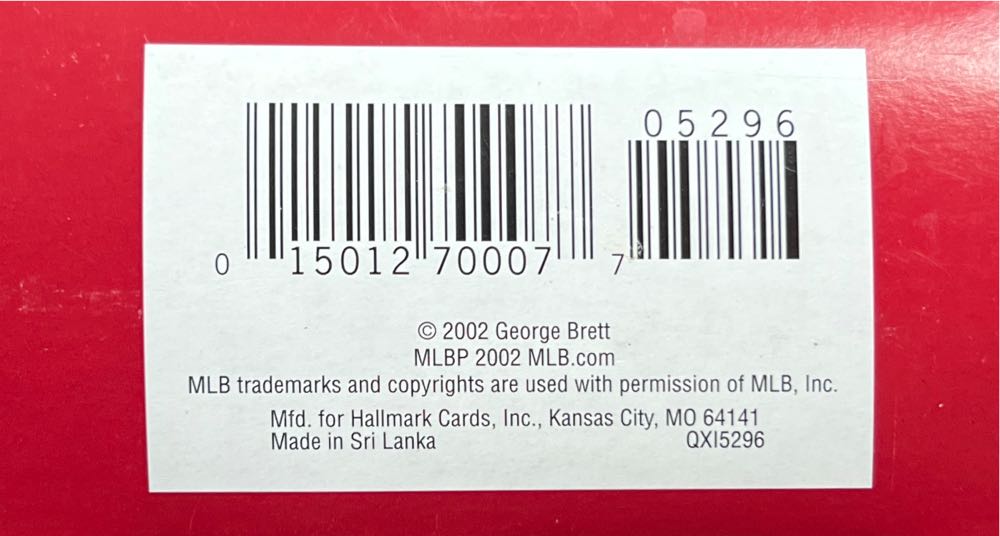 05296
0 15012 70007 7
© 2002 George Brett
MLBP 2002 MLB.com
MLB trademarks and copyrights are used with permission of MLB, Inc.
Mfd. for Hallmark Cards, Inc., Kansas City, MO 64141
Made in Sri Lanka QXI5296